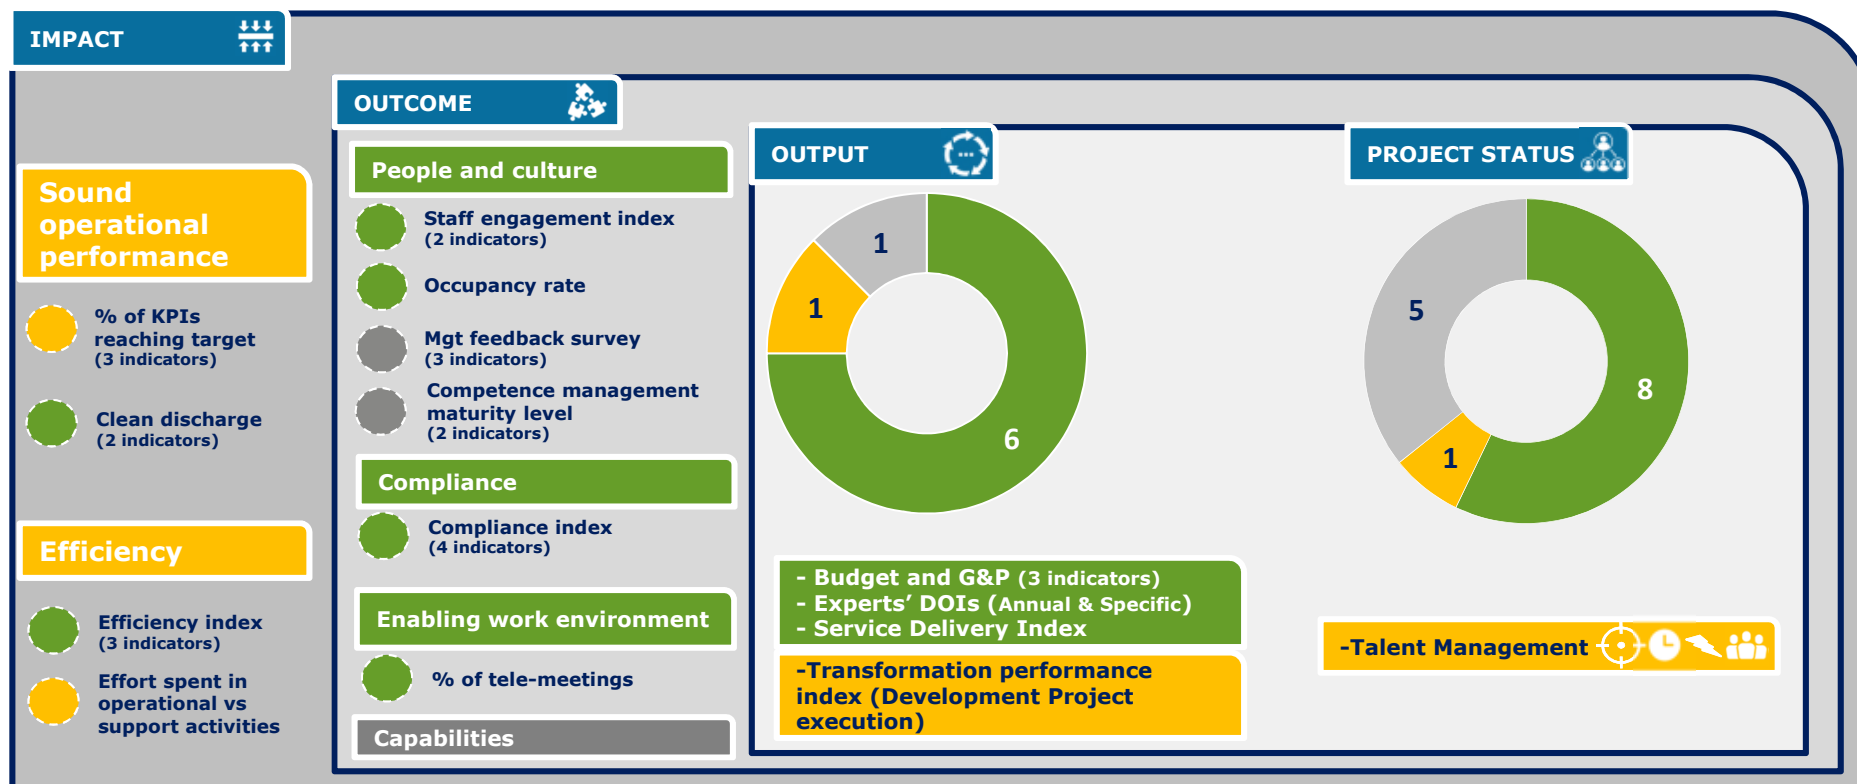 IMPACT
Sound
operational
performance
% of KPIs
reaching target
(3 indicators)
Clean discharge
(2 indicators)
Efficiency
Efficiency index
(3 indicators)
Effort spent in
operational vs
support activities
OUTCOME
People and culture
Staff engagement index
(2 indicators)
Occupancy rate
Mgt feedback survey
(3 indicators)
Competence management
maturity level
(2 indicators)
Compliance
Compliance index
(4 indicators)
Enabling work environment
% of tele-meetings
Capabilities
OUTPUT
1
1
6
- Budget and G&P (3 indicators)
- Experts’ DOIs (Annual & Specific)
- Service Delivery Index
-Transformation performance
index (Development Project
execution)
PROJECT STATUS
5
8
1
-Talent Management